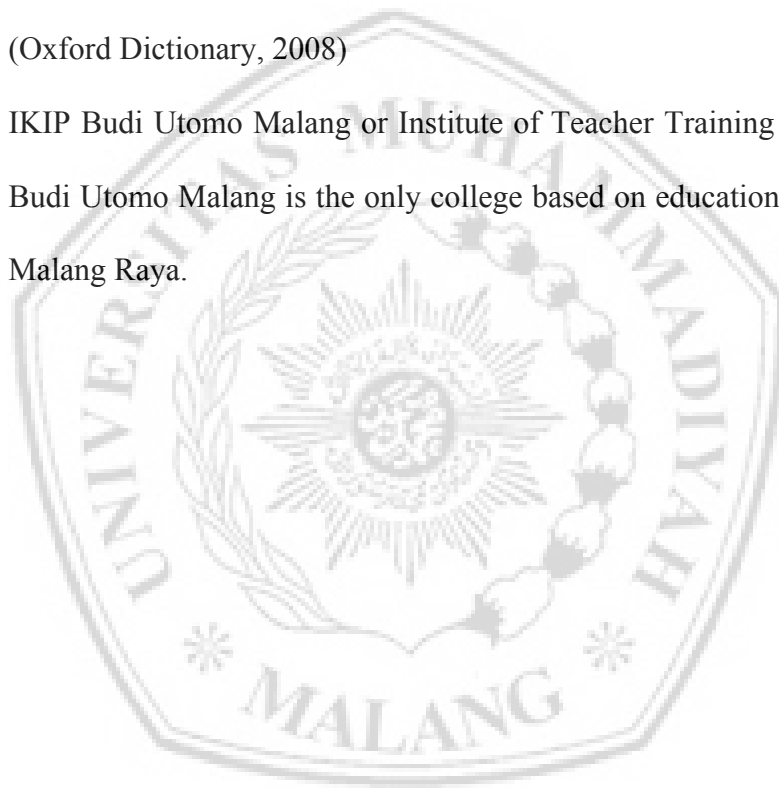 (Oxford Dictionary, 2008)
IKIP Budi Utomo Malang or Institute of Teacher Training
Budi Utomo Malang is the only college based on education
Malang Raya.
UNIVERSITAS MUHAMMADIYAH
* MALANG *